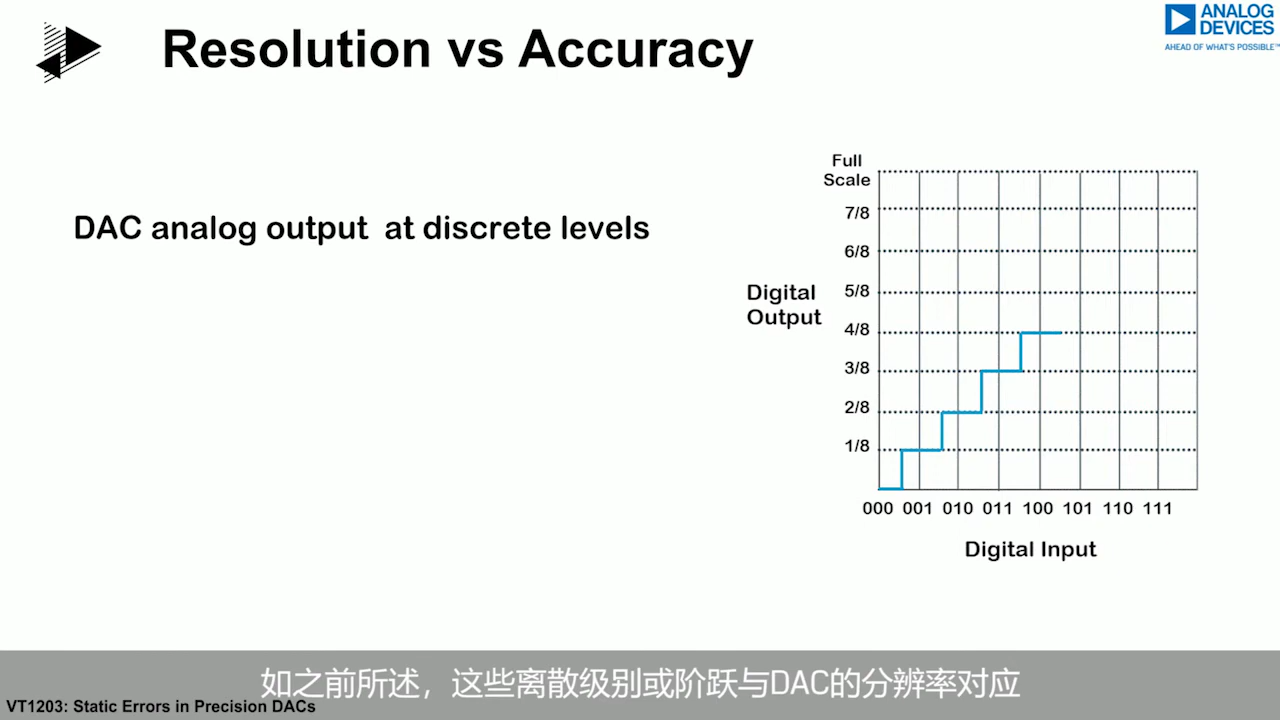 Resolution vs Accuracy
ANALOG
DEVICES
AHEAD OF WHAT'S POSSIBLE™
DAC analog output at discrete levels
Full
Scale
7/8
6/8
5/8
4/8
3/8
2/8
1/8
Digital
Output
000 001 010 011 100 101 110 111
Digital Input
如之前所述，这些离散级别或阶跃与DAC的分辨率对应
VT1203: Static Errors in Precision DACs